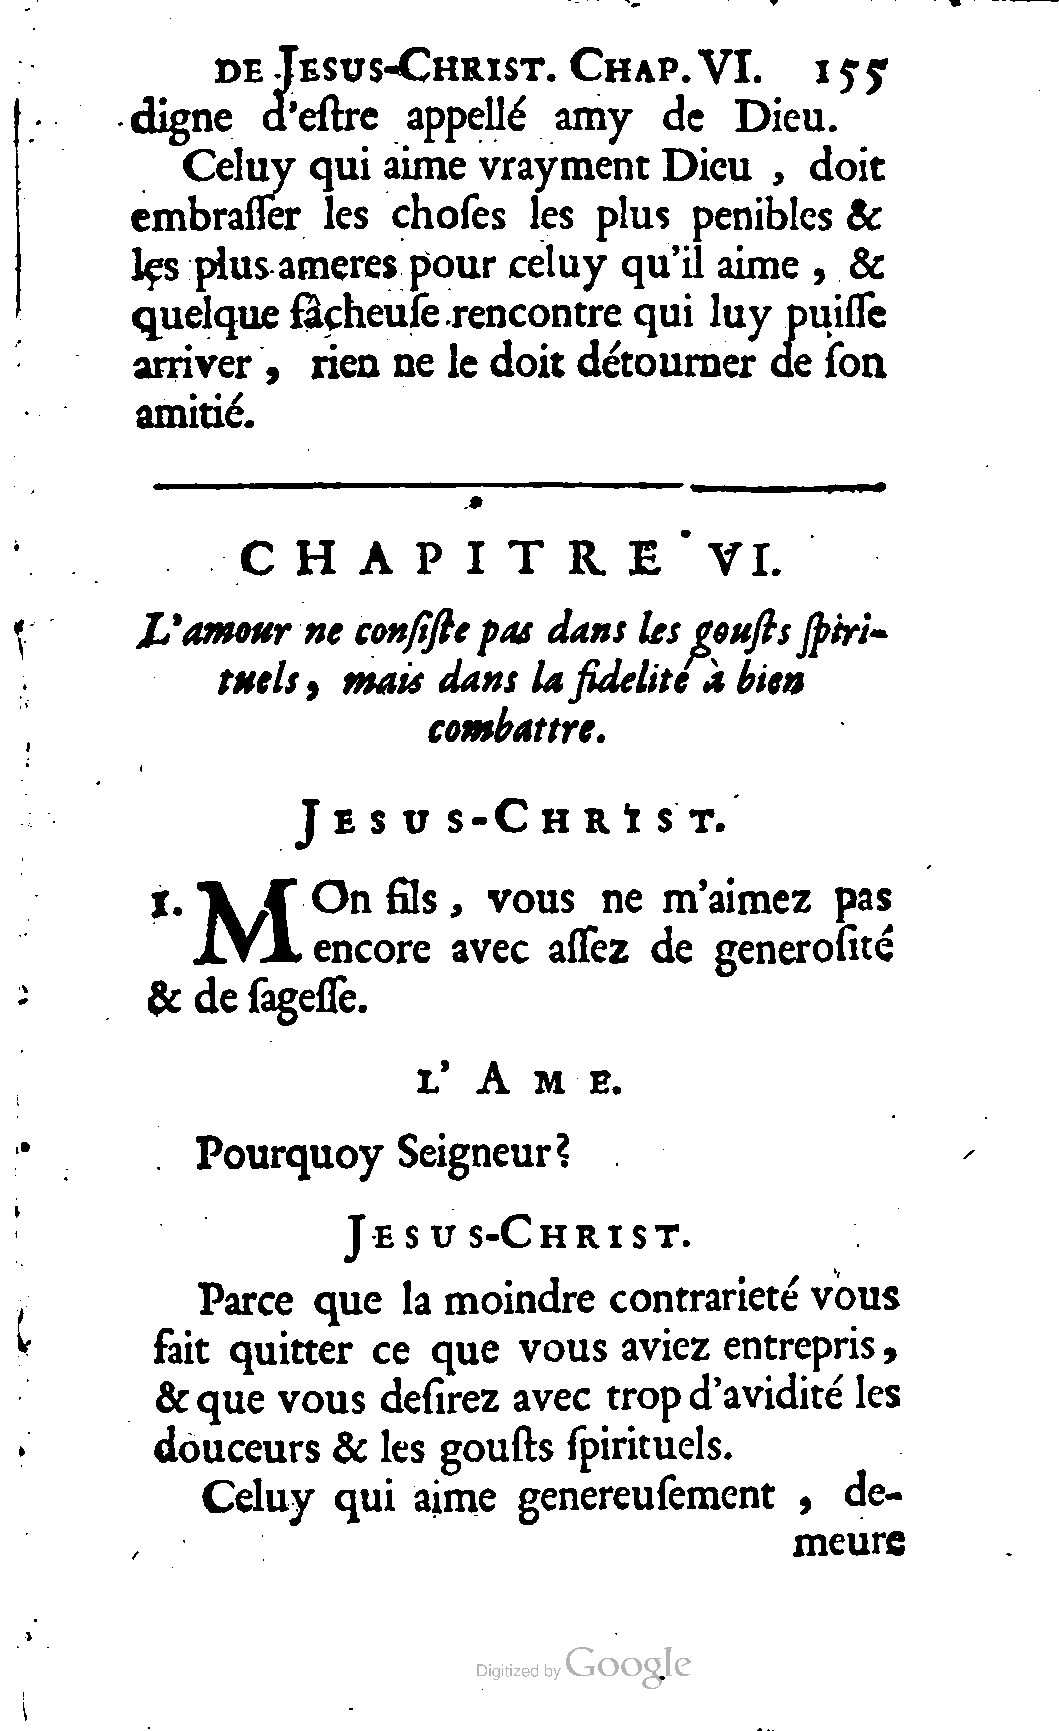 DE JESUS-CHRIST. CHAP. VI. 155
digne d'eſtre appellé amy de Dieu.
Celuy qui aime vrayment Dieu , doit
embraſſer les choſes les plus penibles &
les plus ameres pour celuy qu'il aime , &
quelque fâcheuſe rencontre qui luy puiſſe
arriver , rien ne le doit détourner de ſon
amitié.
CHAPITRE VI.
L'amour ne conſiſte pas dans les gouſts ſpiri-
tuels, mais dans la fidelité à bien
combattre.
JESUS-CHRIST.
1. MOn fils , vous ne m'aimez pas
encore avec aſſez de generoſité
& de ſageſſe.
L'AME.
Pourquoy Seigneur?
JESUS-CHRIST.
Parce que la moindre contrarieté vous
fait quitter ce que vous aviez entrepris,
& que vous deſirez avec trop d'avidité les
douceurs & les gouſts ſpirituels.
Celuy qui aime genereuſement , de-
meure
Digitized by Google